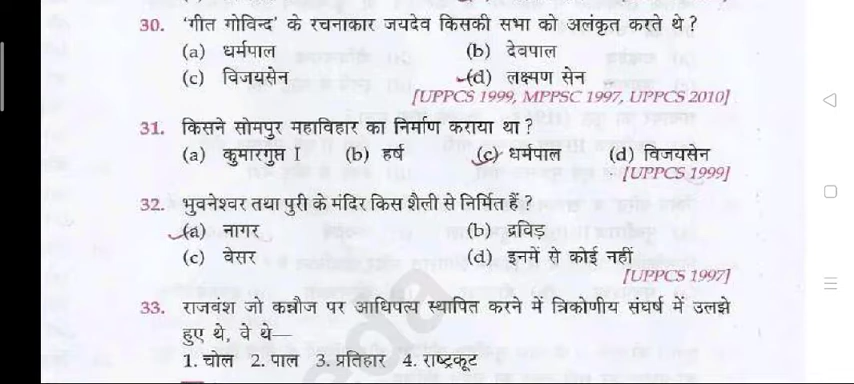 30. 'गीत गोविन्द' के रचनाकार जयदेव किसकी सभा को अलंकृत करते थे ?
(a) धर्मपाल (b) देवपाल
(c) विजयसेन (d) लक्ष्मण सेन
[UPPCS 1999, MPPSC 1997, UPPCS 2010]
31. किसने सोमपुर महाविहार का निर्माण कराया था ?
(a) कुमारगुप्त I (b) हर्ष (c) धर्मपाल (d) विजयसेन
[UPPCS 1999]
32. भुवनेश्वर तथा पुरी के मंदिर किस शैली से निर्मित हैं ?
(a) नागर (b) द्रविड़
(c) बेसर (d) इनमें से कोई नहीं
[UPPCS 1997]
33. राजवंश जो कन्नौज पर आधिपत्य स्थापित करने में त्रिकोणीय संघर्ष में उलझे
हुए थे, वे थे—
1. चोल 2. पाल 3. प्रतिहार 4. राष्ट्रकूट